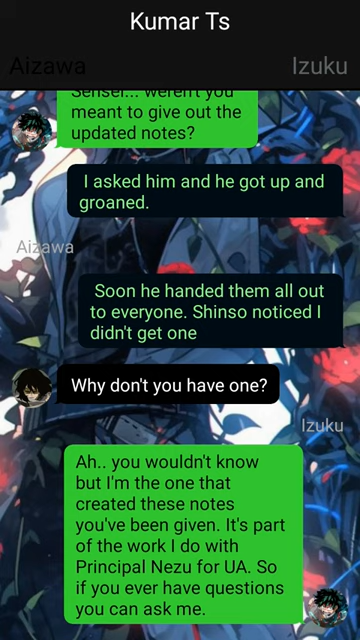 Kumar Ts
Aizawa
Izuku
Sensei... weren't you
meant to give out the
updated notes?
I asked him and he got up and
groaned.
Aizawa
Soon he handed them all out
to everyone. Shinso noticed I
didn't get one
Why don't you have one?
Izuku
Ah.. you wouldn't know
but I'm the one that
created these notes
you've been given. It's part
of the work I do with
Principal Nezu for UA. So
if you ever have questions
you can ask me.